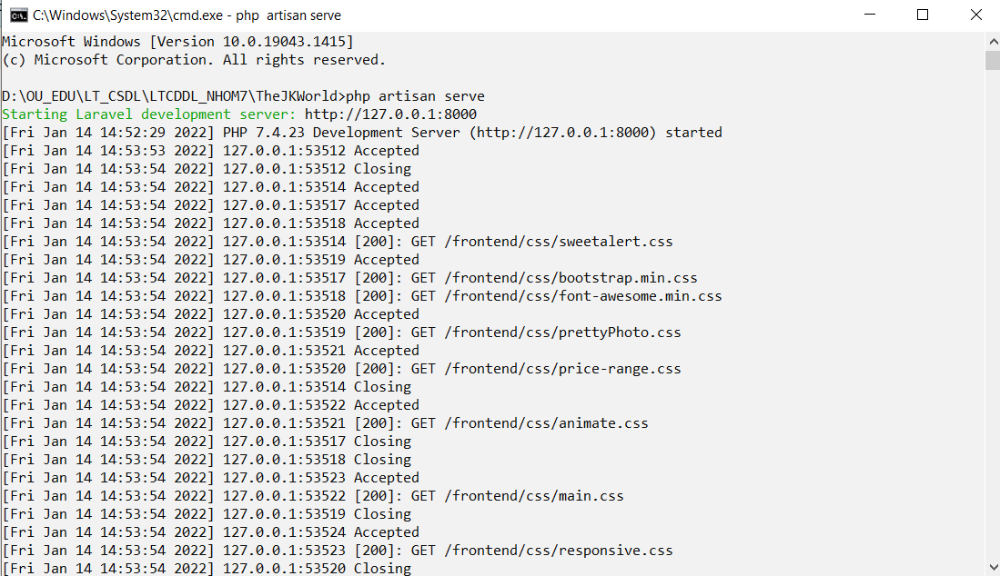 C:\Windows\System32\cmd.exe - php  artisan serve
Microsoft Windows [Version 10.0.19043.1415]
(c) Microsoft Corporation. All rights reserved.
D:\OU_EDU\LT_CSDL\LTCDDL_NHOM7\TheJKWorld>php artisan serve
Starting Laravel development server: http://127.0.0.1:8000
[Fri Jan 14 14:52:29 2022] PHP 7.4.23 Development Server (http://127.0.0.1:8000) started
[Fri Jan 14 14:53:53 2022] 127.0.0.1:53512 Accepted
[Fri Jan 14 14:53:54 2022] 127.0.0.1:53512 Closing
[Fri Jan 14 14:53:54 2022] 127.0.0.1:53514 Accepted
[Fri Jan 14 14:53:54 2022] 127.0.0.1:53517 Accepted
[Fri Jan 14 14:53:54 2022] 127.0.0.1:53518 Accepted
[Fri Jan 14 14:53:54 2022] 127.0.0.1:53514 [200]: GET /frontend/css/sweetalert.css
[Fri Jan 14 14:53:54 2022] 127.0.0.1:53519 Accepted
[Fri Jan 14 14:53:54 2022] 127.0.0.1:53517 [200]: GET /frontend/css/bootstrap.min.css
[Fri Jan 14 14:53:54 2022] 127.0.0.1:53518 [200]: GET /frontend/css/font-awesome.min.css
[Fri Jan 14 14:53:54 2022] 127.0.0.1:53520 Accepted
[Fri Jan 14 14:53:54 2022] 127.0.0.1:53519 [200]: GET /frontend/css/prettyPhoto.css
[Fri Jan 14 14:53:54 2022] 127.0.0.1:53521 Accepted
[Fri Jan 14 14:53:54 2022] 127.0.0.1:53520 [200]: GET /frontend/css/price-range.css
[Fri Jan 14 14:53:54 2022] 127.0.0.1:53514 Closing
[Fri Jan 14 14:53:54 2022] 127.0.0.1:53522 Accepted
[Fri Jan 14 14:53:54 2022] 127.0.0.1:53521 [200]: GET /frontend/css/animate.css
[Fri Jan 14 14:53:54 2022] 127.0.0.1:53517 Closing
[Fri Jan 14 14:53:54 2022] 127.0.0.1:53518 Closing
[Fri Jan 14 14:53:54 2022] 127.0.0.1:53523 Accepted
[Fri Jan 14 14:53:54 2022] 127.0.0.1:53522 [200]: GET /frontend/css/main.css
[Fri Jan 14 14:53:54 2022] 127.0.0.1:53519 Closing
[Fri Jan 14 14:53:54 2022] 127.0.0.1:53524 Accepted
[Fri Jan 14 14:53:54 2022] 127.0.0.1:53523 [200]: GET /frontend/css/responsive.css
[Fri Jan 14 14:53:54 2022] 127.0.0.1:53520 Closing